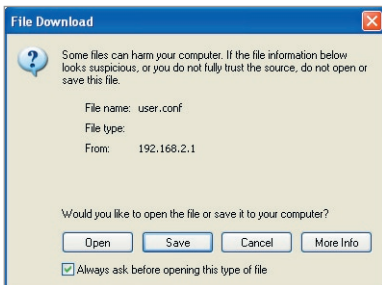 File Download
Some files can harm your computer. If the file information below
looks suspicious, or you do not fully trust the source, do not open or
save this file.
File name: user.conf
File type:
From: 192.168.2.1
Would you like to open the file or save it to your computer?
Open Save Cancel More Info
Always ask before opening this type of file